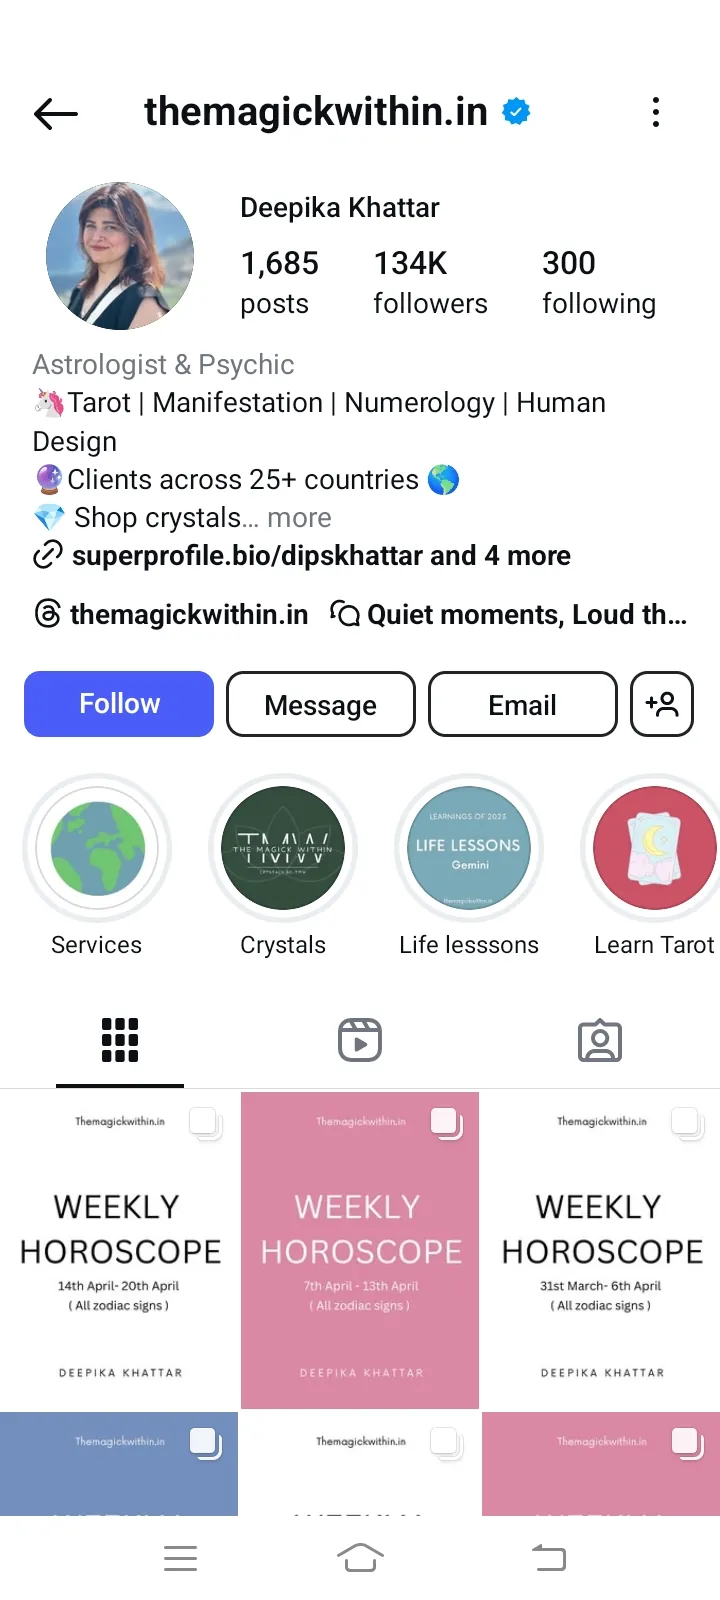 themagickwithin.in
Deepika Khattar
1,685 134K 300
posts followers following
Astrologist & Psychic
🦄Tarot | Manifestation | Numerology | Human
Design
🔮Clients across 25+ countries 🌎
💎 Shop crystals... more
superprofile.bio/dipskhattar and 4 more
themagickwithin.in Quiet moments, Loud th...
Follow Message Email
LEARNINGS OF 2023
TMW
THE MAGICK WITHIN
LIFE LESSONS
Gemini
Services Crystals Life lesssons Learn Tarot
Themagickwithin.in Themagickwithin.in Themagickwithin.in
WEEKLY WEEKLY WEEKLY
HOROSCOPE HOROSCOPE HOROSCOPE
14th April- 20th April 7th April - 13th April 31st March- 6th April
( All zodiac signs ) ( All zodiac signs ) ( All zodiac signs )
DEEPIKA KHATTAR DEEPIKA KHATTAR DEEPIKA KHATTAR
Themagickwithin.in Themagickwithin.in Themagickwithin.in